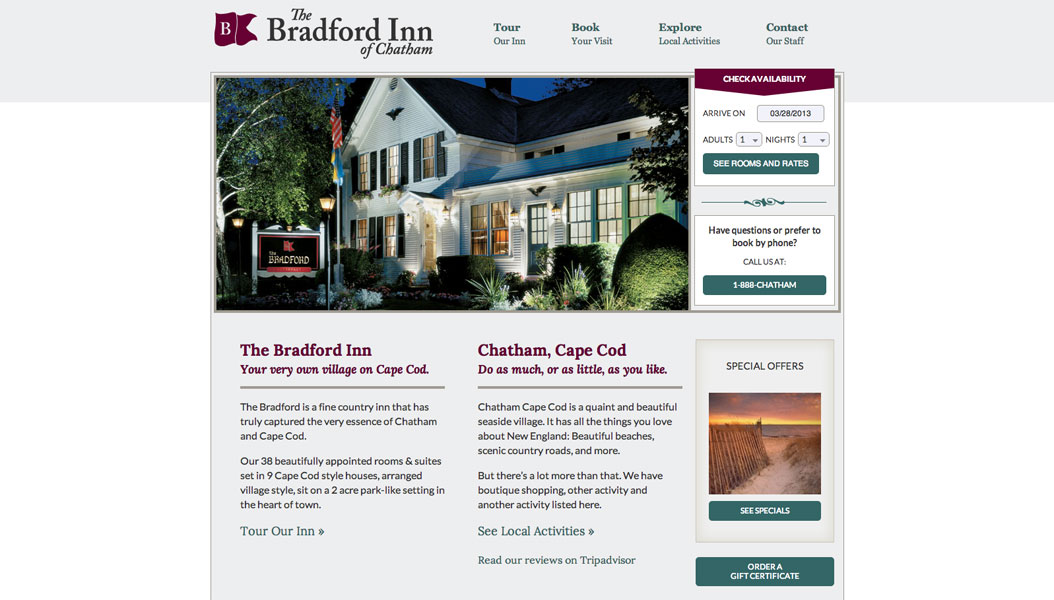 The
B
Bradford Inn
of Chatham
Tour
Our Inn
Book
Your Visit
Explore
Local Activities
Contact
Our Staff
The
BRADFORD
CHECK AVAILABILITY
ARRIVE ON 03/28/2013
ADULTS 1 NIGHTS 1
SEE ROOMS AND RATES
Have questions or prefer to
book by phone?
CALL US AT:
1-888-CHATHAM
The Bradford Inn
Your very own village on Cape Cod.
The Bradford is a fine country inn that has
truly captured the very essence of Chatham
and Cape Cod.
Our 38 beautifully appointed rooms & suites
set in 9 Cape Cod style houses, arranged
village style, sit on a 2 acre park-like setting in
the heart of town.
Tour Our Inn »
Chatham, Cape Cod
Do as much, or as little, as you like.
Chatham Cape Cod is a quaint and beautiful
seaside village. It has all the things you love
about New England: Beautiful beaches,
scenic country roads, and more.
But there's a lot more than that. We have
boutique shopping, other activity and
another activity listed here.
See Local Activities »
Read our reviews on Tripadvisor
SPECIAL OFFERS
SEE SPECIALS
ORDER A
GIFT CERTIFICATE